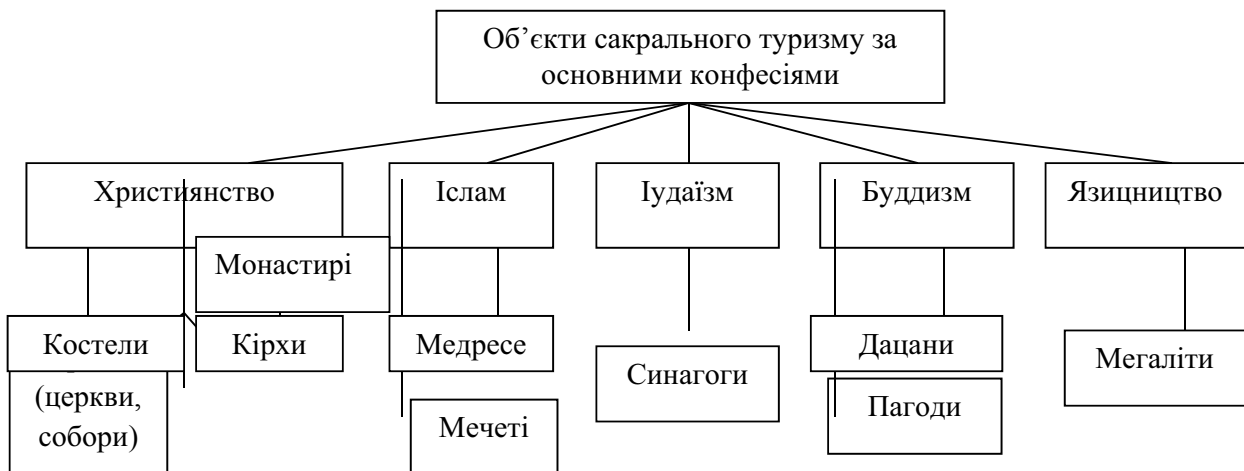 Об’єкти сакрального туризму за
основними конфесіями
Християнство
Іслам
Іудаїзм
Буддизм
Язицництво
Монастирі
Костели
Кірхи
Медресе
Дацани
Мегаліти
Синагоги
(церкви,
собори)
Пагоди
Мечеті